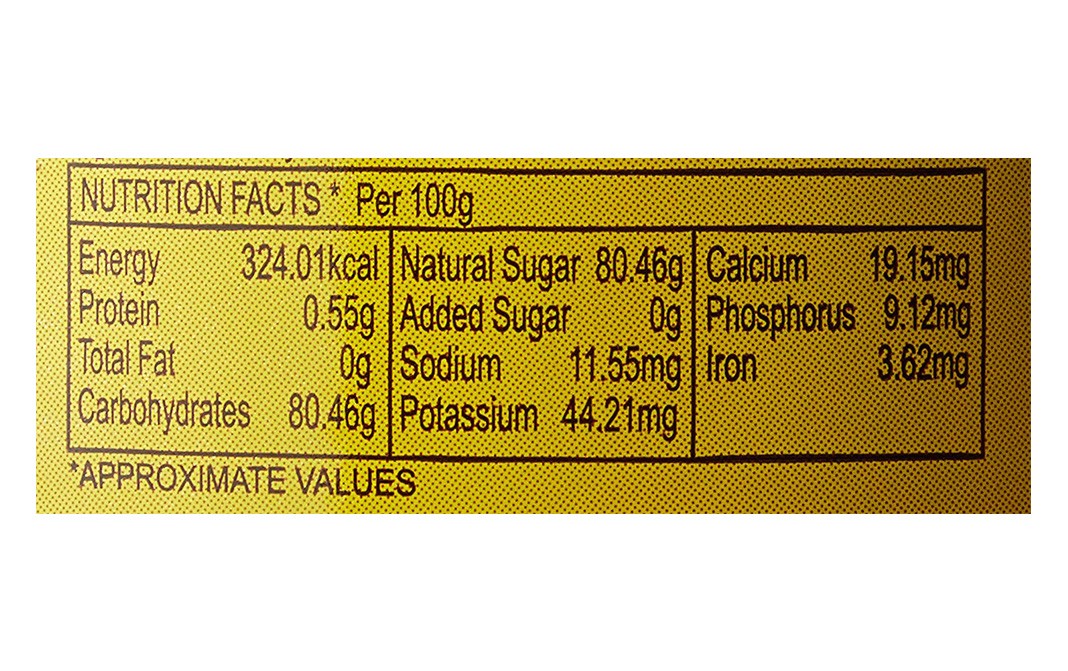 NUTRITION FACTS * Per 100g
Energy 324.01kcal
Protein 0.55g
Total Fat 0g
Carbohydrates 80.46g
Natural Sugar 80.46g
Added Sugar 0g
Sodium 11.55mg
Potassium 44.21mg
Calcium 19.15mg
Phosphorus 9.12mg
Iron 3.62mg
*APPROXIMATE VALUES